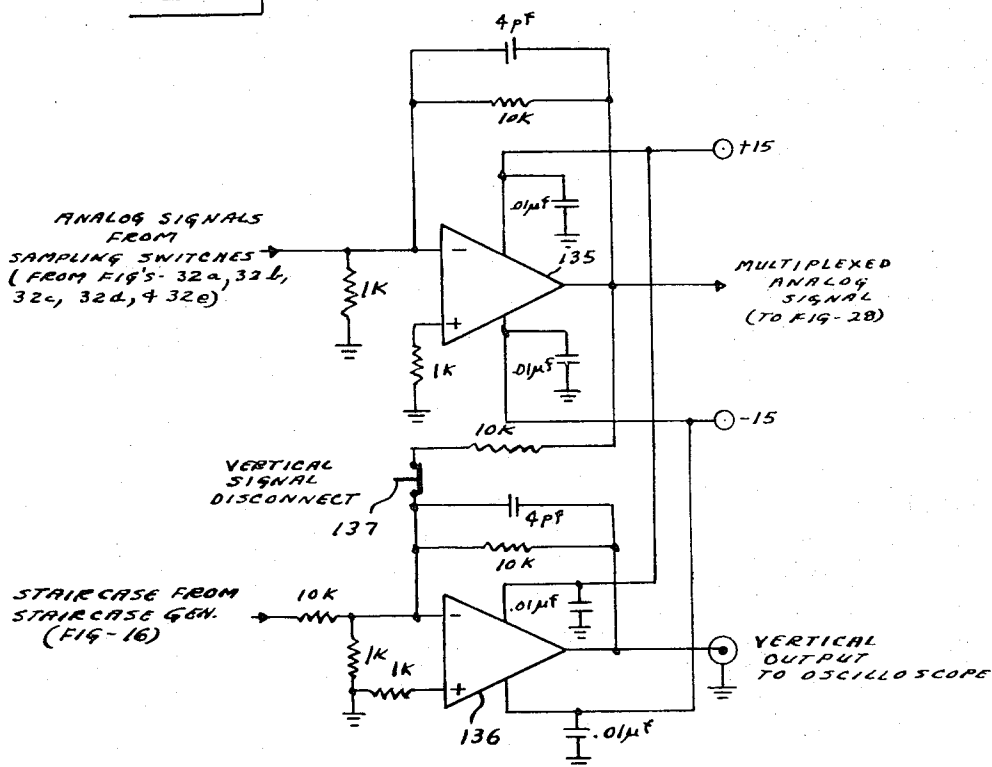 4 pf
10K
+15
.01µf
ANALOG SIGNALS
FROM
SAMPLING SWITCHES
(FROM FIG'S-32a, 32b,
32c, 32d, & 32e)
1K
-
135
+
1K
MULTIPLEXED
ANALOG
SIGNAL
(TO FIG-28)
.01µf
-15
10K
VERTICAL
SIGNAL
DISCONNECT
137
4pf
10K
STAIRCASE FROM
STAIRCASE GEN.
(FIG-16)
10K
-
.01µf
1K
1K
+
136
VERTICAL
OUTPUT
TO OSCILLOSCOPE
.01µf